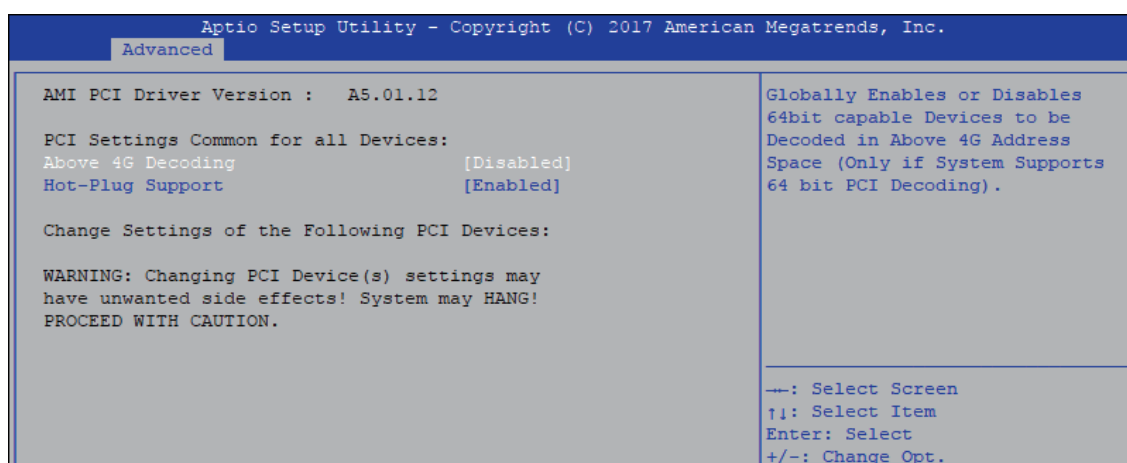 Aptio Setup Utility - Copyright (C) 2017 American Megatrends, Inc.
Advanced
AMI PCI Driver Version : A5.01.12
PCI Settings Common for all Devices:
Above 4G Decoding [Disabled]
Hot-Plug Support [Enabled]
Change Settings of the Following PCI Devices:
WARNING: Changing PCI Device(s) settings may
have unwanted side effects! System may HANG!
PROCEED WITH CAUTION.
Globally Enables or Disables
64bit capable Devices to be
Decoded in Above 4G Address
Space (Only if System Supports
64 bit PCI Decoding).
→←: Select Screen
↑↓: Select Item
Enter: Select
+/-: Change Opt.